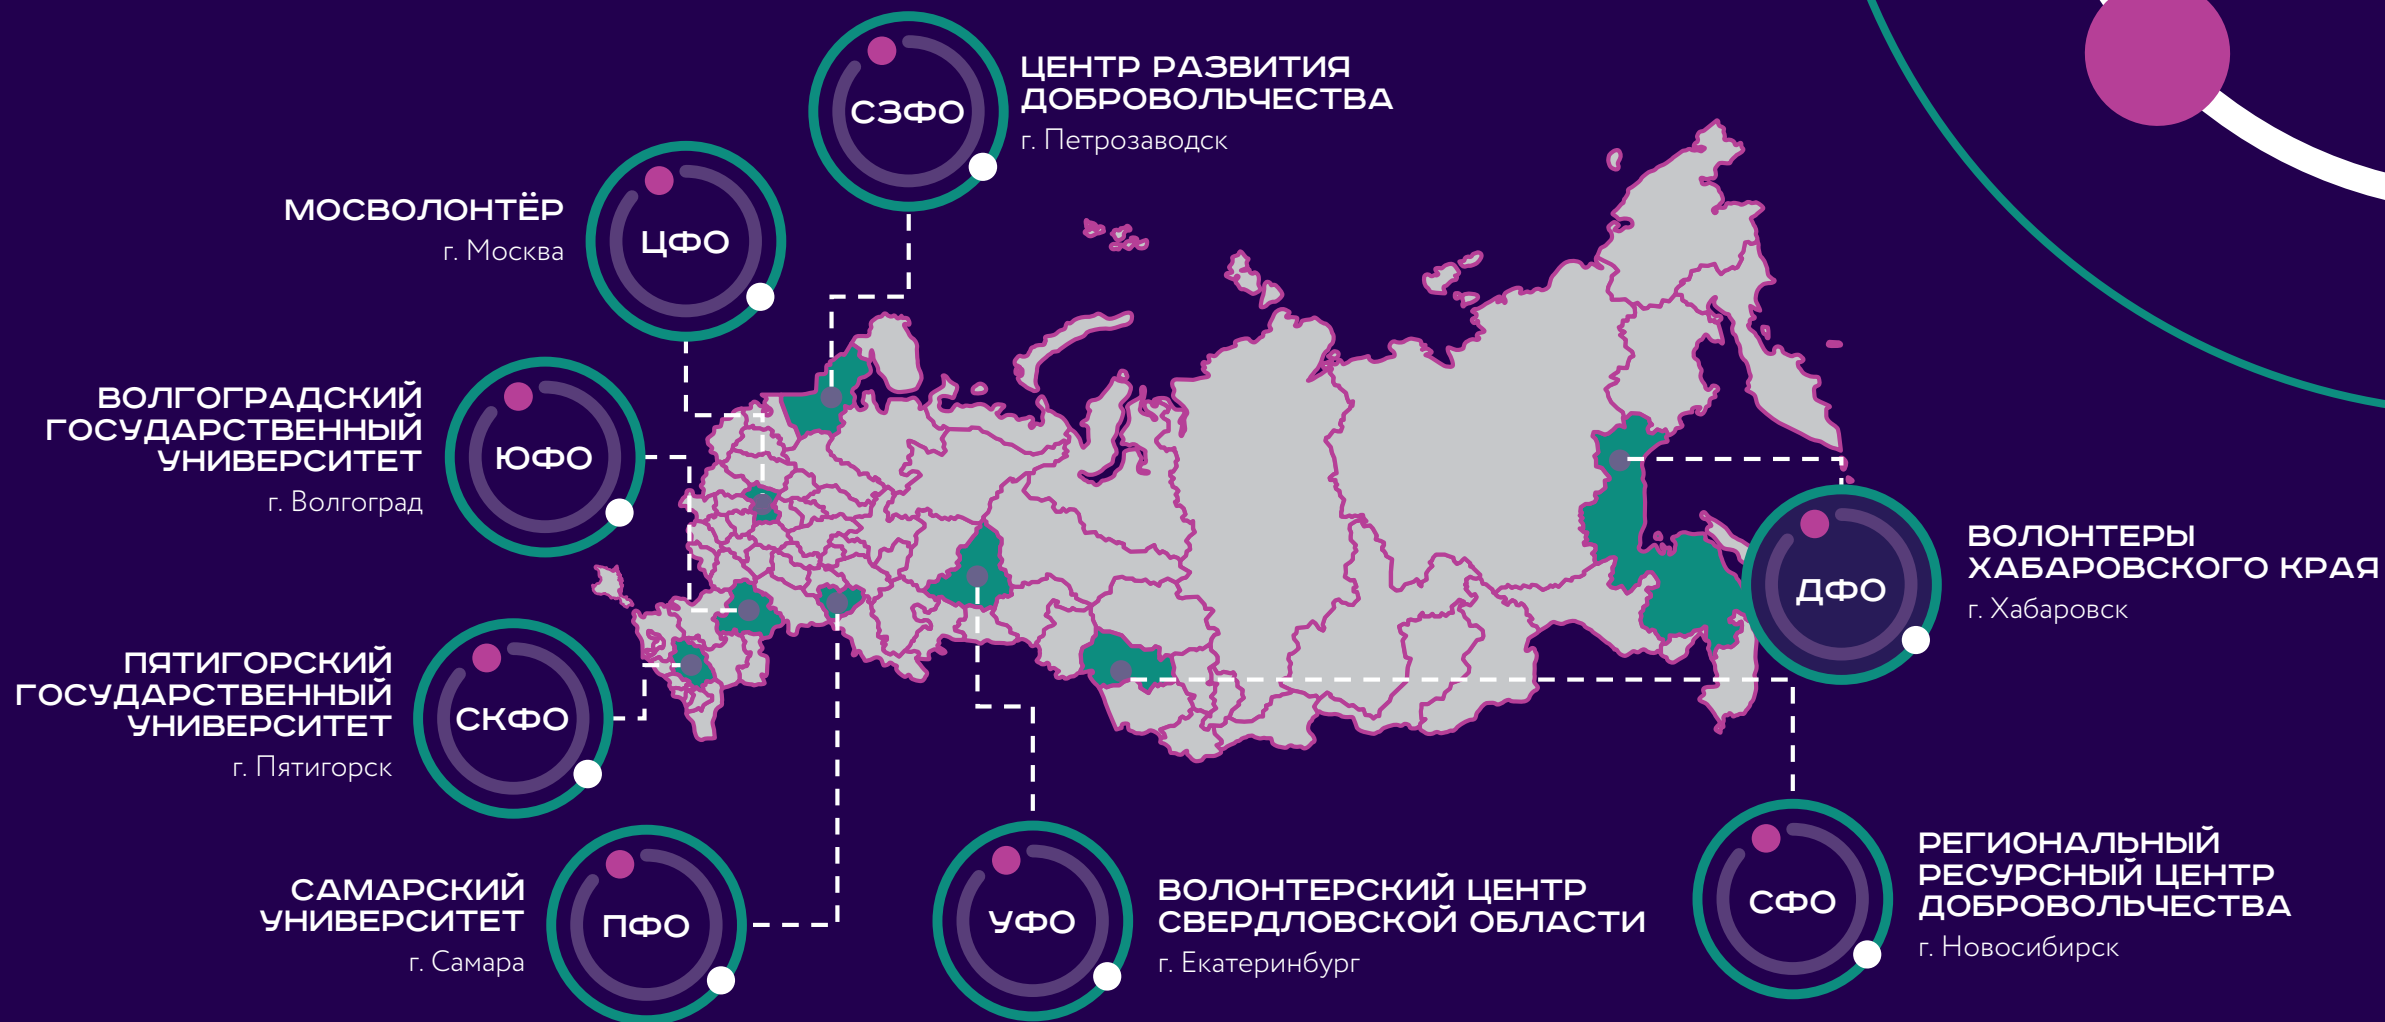 СЗФО
ЦЕНТР РАЗВИТИЯ
ДОБРОВОЛЬЧЕСТВА
г. Петрозаводск
МОСВОЛОНТЁР
г. Москва
ЦФО
ВОЛГОГРАДСКИЙ
ГОСУДАРСТВЕННЫЙ
УНИВЕРСИТЕТ
г. Волгоград
ЮФО
ПЯТИГОРСКИЙ
ГОСУДАРСТВЕННЫЙ
УНИВЕРСИТЕТ
г. Пятигорск
СКФО
САМАРСКИЙ
УНИВЕРСИТЕТ
г. Самара
ПФО
УФО
ВОЛОНТЕРСКИЙ ЦЕНТР
СВЕРДЛОВСКОЙ ОБЛАСТИ
г. Екатеринбург
ДФО
ВОЛОНТЕРЫ
ХАБАРОВСКОГО КРАЯ
г. Хабаровск
СФО
РЕГИОНАЛЬНЫЙ
РЕСУРСНЫЙ ЦЕНТР
ДОБРОВОЛЬЧЕСТВА
г. Новосибирск